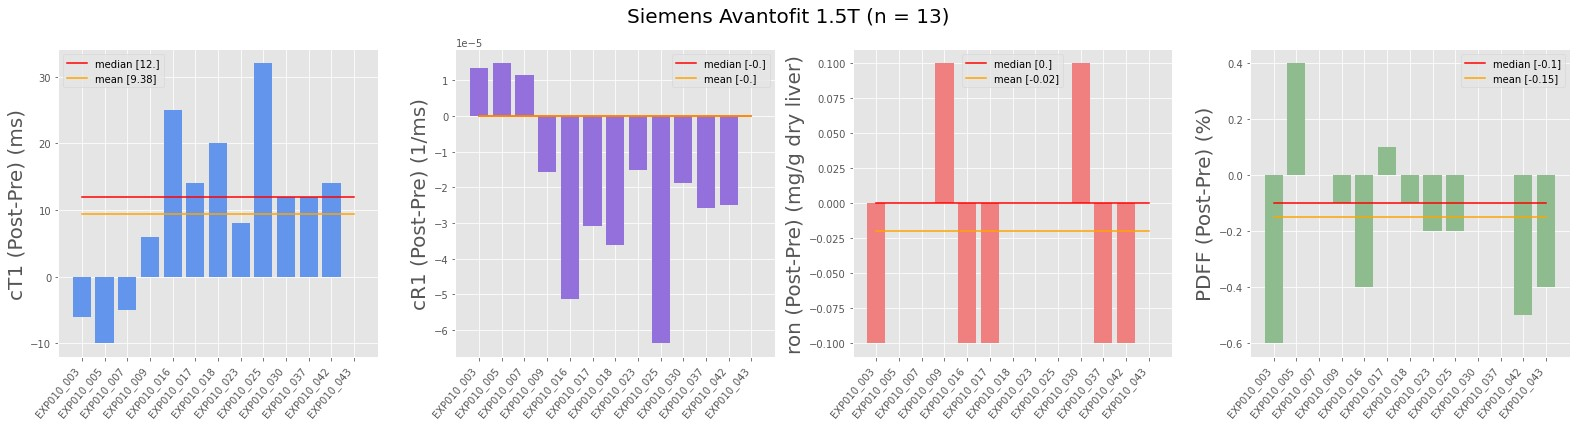 Siemens Avantofit 1.5T (n = 13)
cT1 (Post-Pre) (ms)
median [12.]
mean [9.38]
30
20
10
0
−10
EXP010_003
EXP010_005
EXP010_007
EXP010_009
EXP010_016
EXP010_017
EXP010_018
EXP010_023
EXP010_025
EXP010_030
EXP010_037
EXP010_042
EXP010_043
cR1 (Post-Pre) (1/ms)
1e−5
median [-0.]
mean [-0.]
1
0
−1
−2
−3
−4
−5
−6
EXP010_003
EXP010_005
EXP010_007
EXP010_009
EXP010_016
EXP010_017
EXP010_018
EXP010_023
EXP010_025
EXP010_030
EXP010_037
EXP010_042
EXP010_043
ron (Post-Pre) (mg/g dry liver)
median [0.]
mean [-0.02]
0.100
0.075
0.050
0.025
0.000
−0.025
−0.050
−0.075
−0.100
EXP010_003
EXP010_005
EXP010_007
EXP010_009
EXP010_016
EXP010_017
EXP010_018
EXP010_023
EXP010_025
EXP010_030
EXP010_037
EXP010_042
EXP010_043
PDFF (Post-Pre) (%)
median [-0.1]
mean [-0.15]
0.4
0.2
0.0
−0.2
−0.4
−0.6
EXP010_003
EXP010_005
EXP010_007
EXP010_009
EXP010_016
EXP010_017
EXP010_018
EXP010_023
EXP010_025
EXP010_030
EXP010_037
EXP010_042
EXP010_043